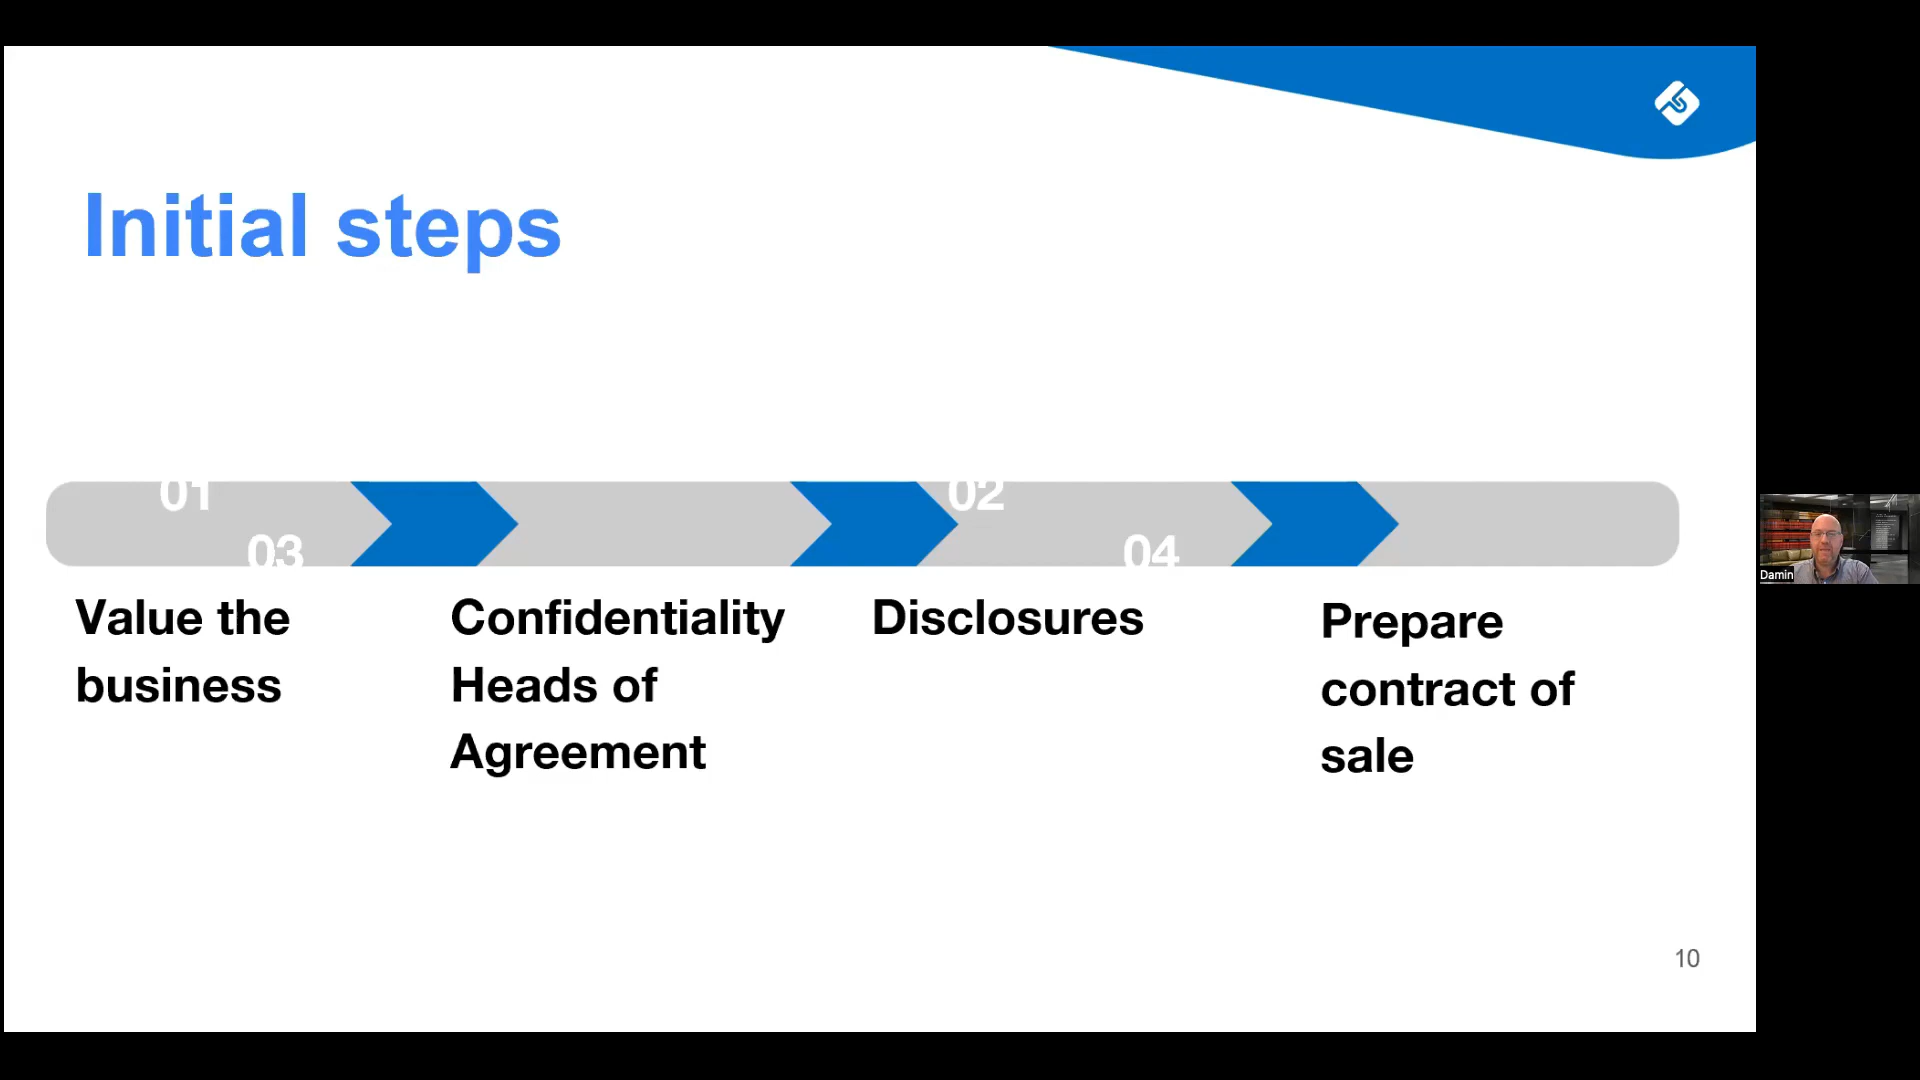 Initial steps
01
02
03
04
Value the
business
Confidentiality
Heads of
Agreement
Disclosures
Prepare
contract of
sale
Damin
10